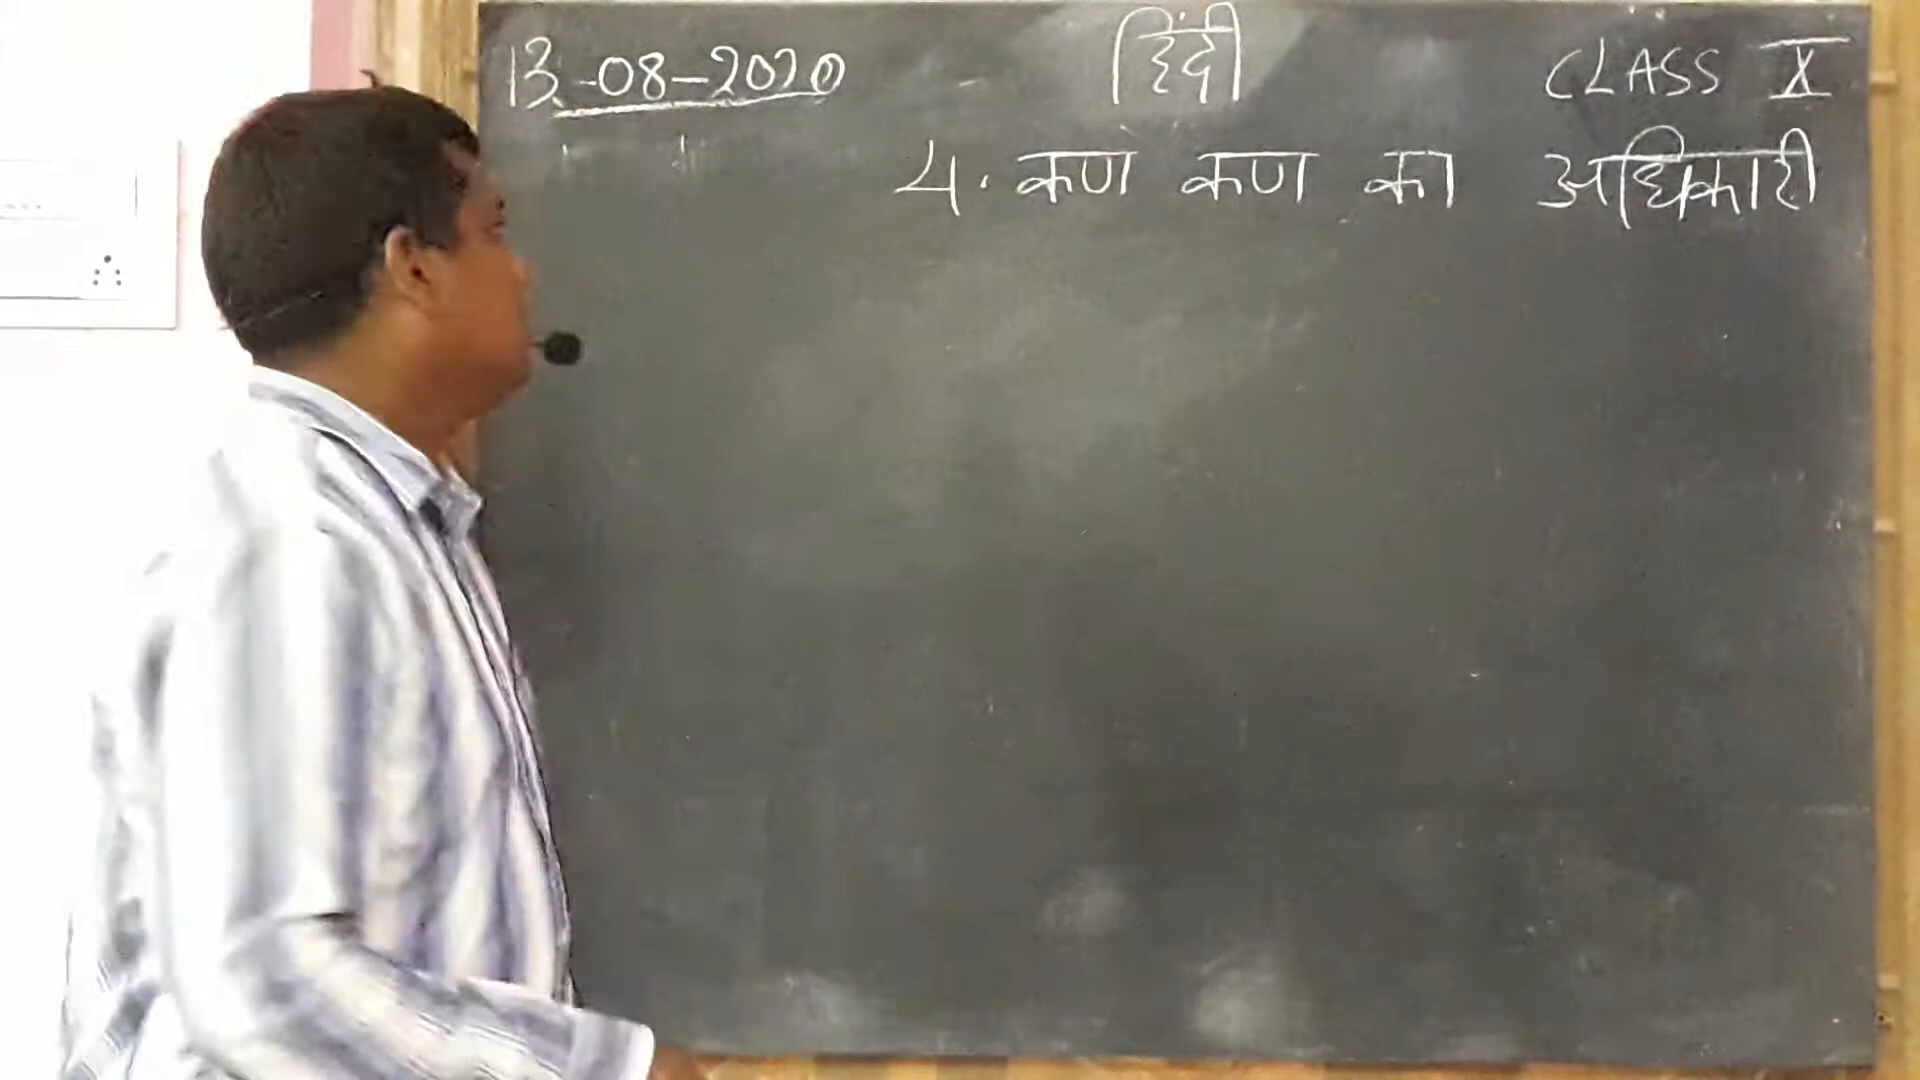 13-08-2020 हिंदी CLASS X
4. कण कण का अधिकारी